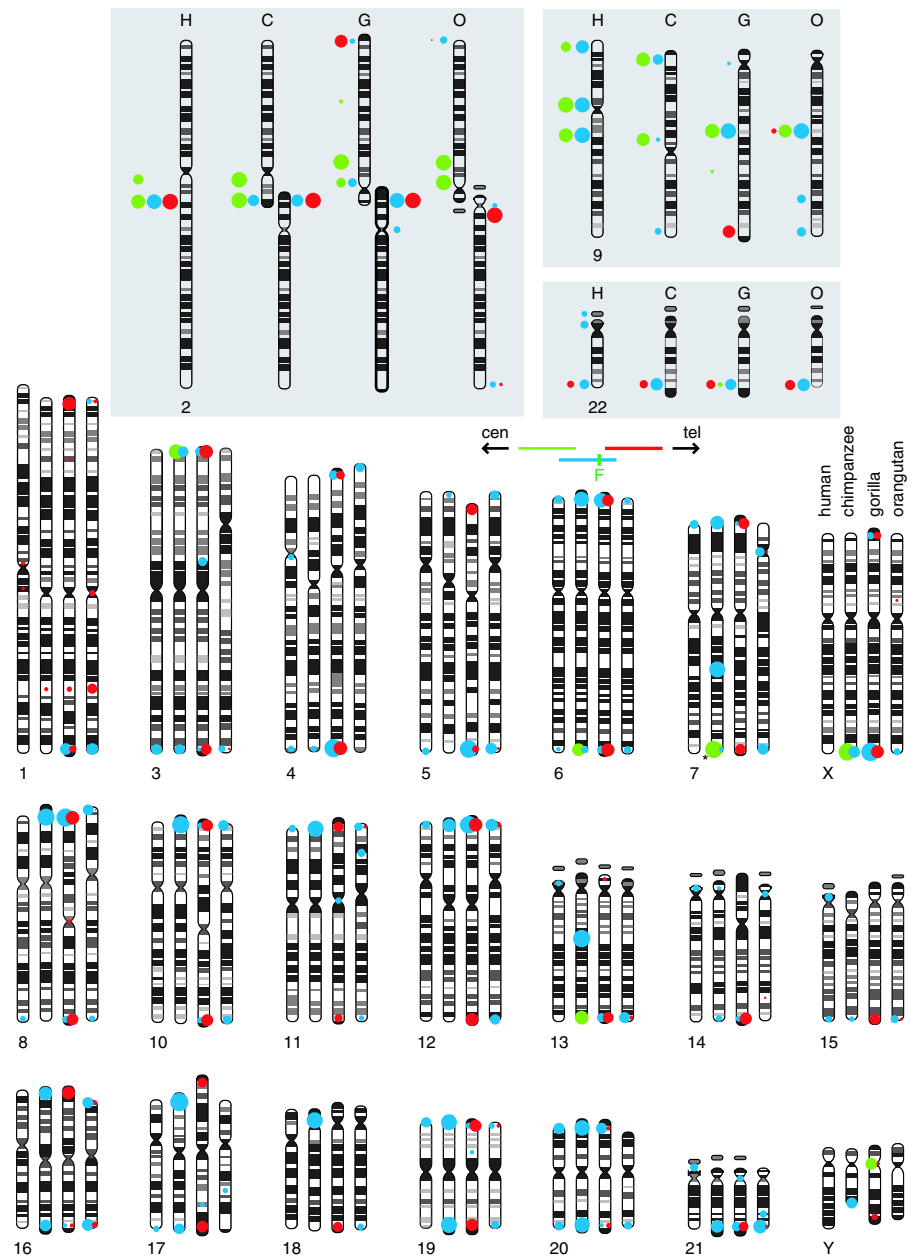 H C G O
H C G O
9
H C G O
2
22
cen tel
F
human
chimpanzee
gorilla
orangutan
1 3 4 5 6 7 * X
8 10 11 12 13 14 15
16 17 18 19 20 21 Y